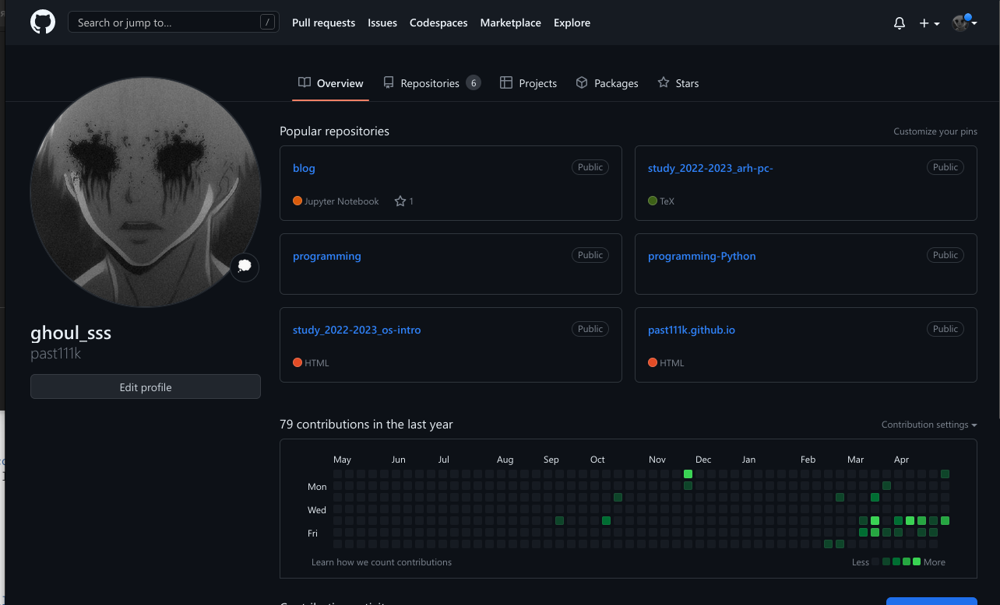 Search or jump to... / Pull requests Issues Codespaces Marketplace Explore
Overview Repositories 6 Projects Packages Stars
Popular repositories Customize your pins
blog Public
Jupyter Notebook 1
study_2022-2023_arh-pc- Public
TeX
programming Public
programming-Python Public
study_2022-2023_os-intro Public
HTML
past111k.github.io Public
HTML
ghoul_sss
past111k
Edit profile
79 contributions in the last year Contribution settings
May Jun Jul Aug Sep Oct Nov Dec Jan Feb Mar Apr
Mon
Wed
Fri
Learn how we count contributions Less More